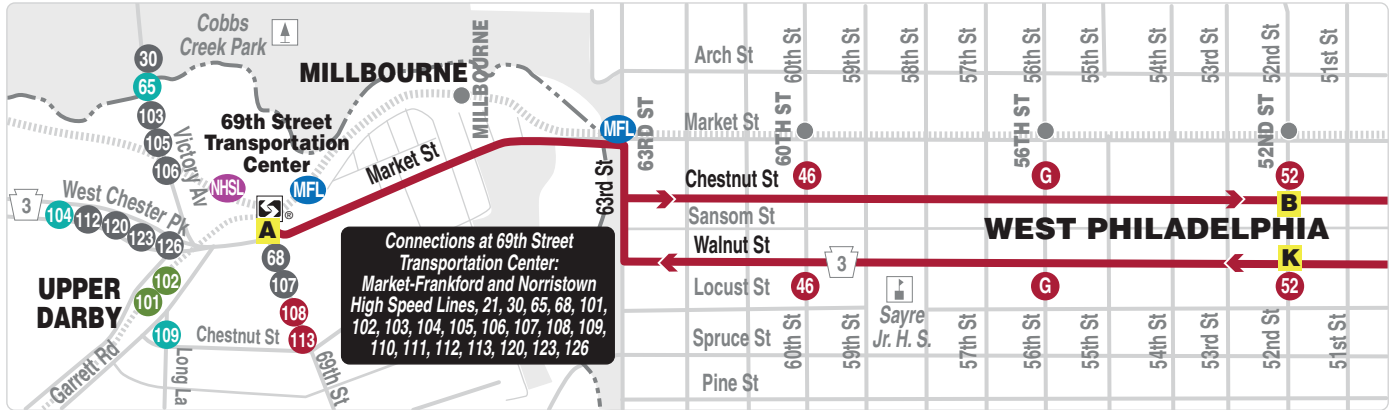 Cobbs
Creek Park
30
65
103
105
106
Victory Av
MILLBOURNE
MILLBOURNE
69th Street
Transportation
Center
NHSL
MFL
S
®
A
Market St
West Chester Pk
3
104
112
120
123
126
68
107
108
113
UPPER
DARBY
102
101
109
Chestnut St
Garrett Rd
Long La
69th St
Connections at 69th Street
Transportation Center:
Market-Frankford and Norristown
High Speed Lines, 21, 30, 65, 68, 101,
102, 103, 104, 105, 106, 107, 108, 109,
110, 111, 112, 113, 120, 123, 126
MFL
63RD ST
63rd St
Arch St
Market St
Chestnut St
Sansom St
Walnut St
Locust St
Spruce St
Pine St
60th St
59th St
58th St
57th St
56th St
55th St
54th St
53rd St
52nd St
51st St
60TH ST
56TH ST
52ND ST
46
G
52
B
WEST PHILADELPHIA
K
3
46
G
52
Sayre
Jr. H. S.
60th St
59th St
57th St
56th St
55th St
54th St
53rd St
52nd St
51st St